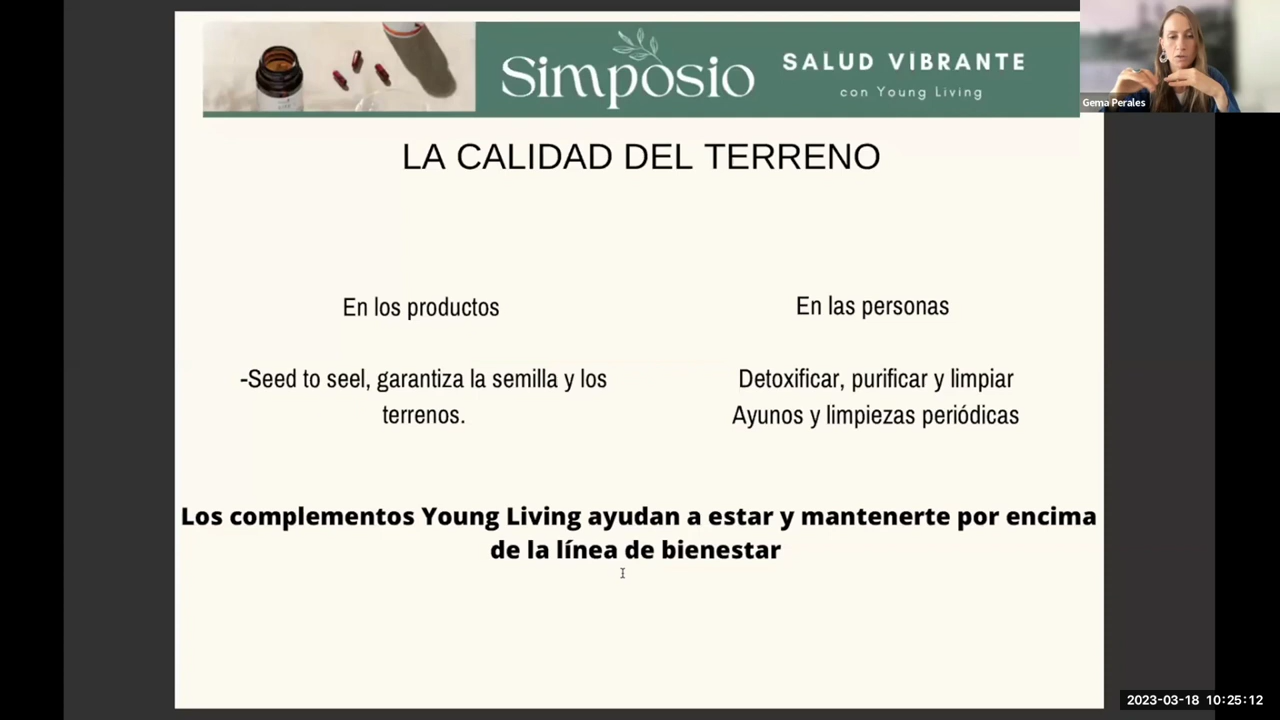 Simposio
SALUD VIBRANTE
con Young Living
Gema Perales
LA CALIDAD DEL TERRENO
En los productos
-Seed to seel, garantiza la semilla y los
terrenos.
En las personas
Detoxificar, purificar y limpiar
Ayunos y limpiezas periódicas
Los complementos Young Living ayudan a estar y mantenerte por encima
de la línea de bienestar
2023-03-18 10:25:12